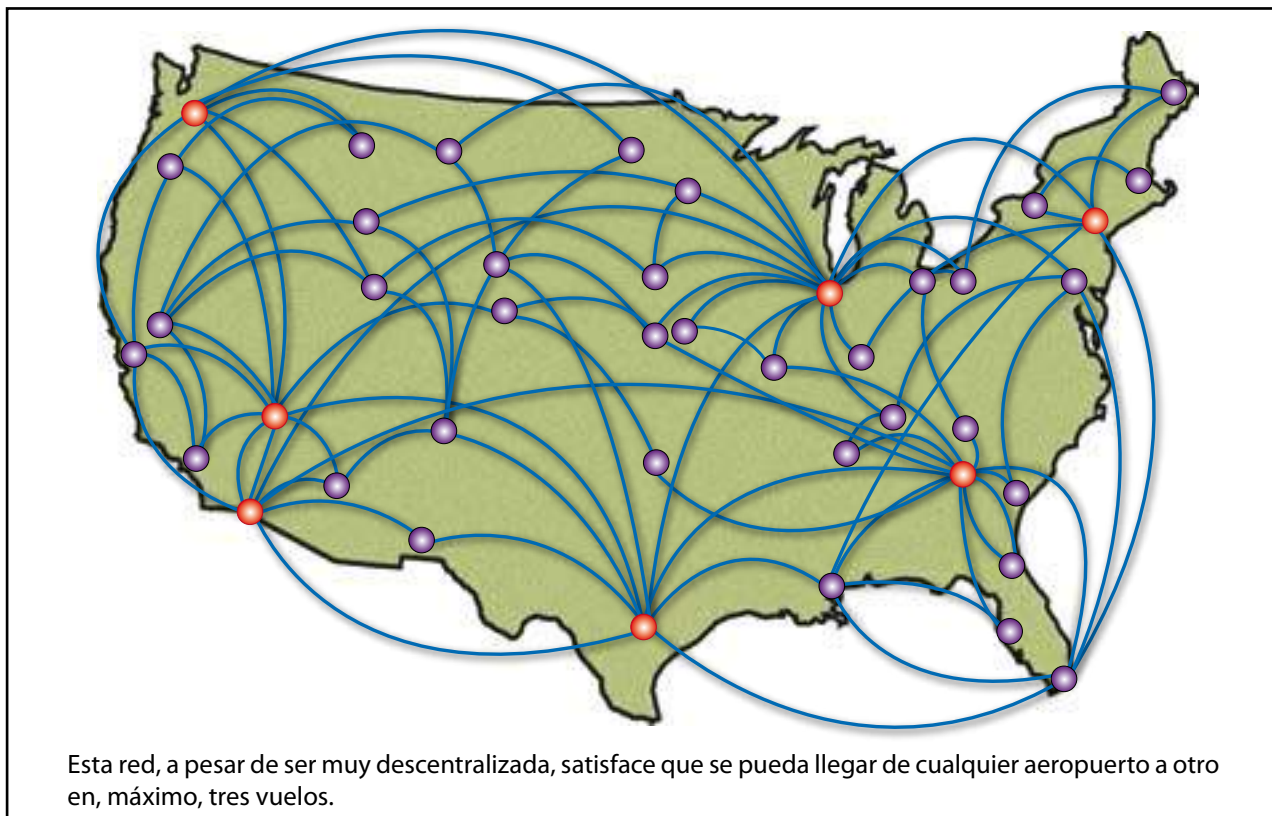 Esta red, a pesar de ser muy descentralizada, satisface que se pueda llegar de cualquier aeropuerto a otro
en, máximo, tres vuelos.